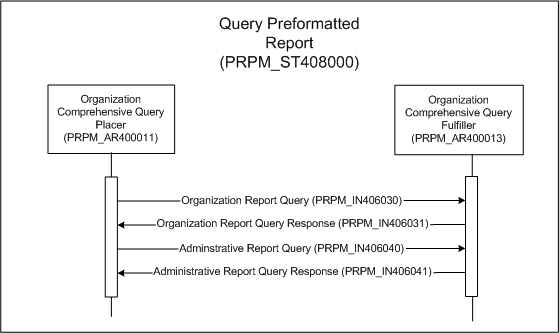 Query Preformatted
Report
(PRPM_ST408000)
Organization
Comprehensive Query
Placer
(PRPM_AR400011)
Organization
Comprehensive Query
Fulfiller
(PRPM_AR400013)
Organization Report Query (PRPM_IN406030)
Organization Report Query Response (PRPM_IN406031)
Adminstrative Report Query (PRPM_IN406040)
Administrative Report Query Response (PRPM_IN406041)